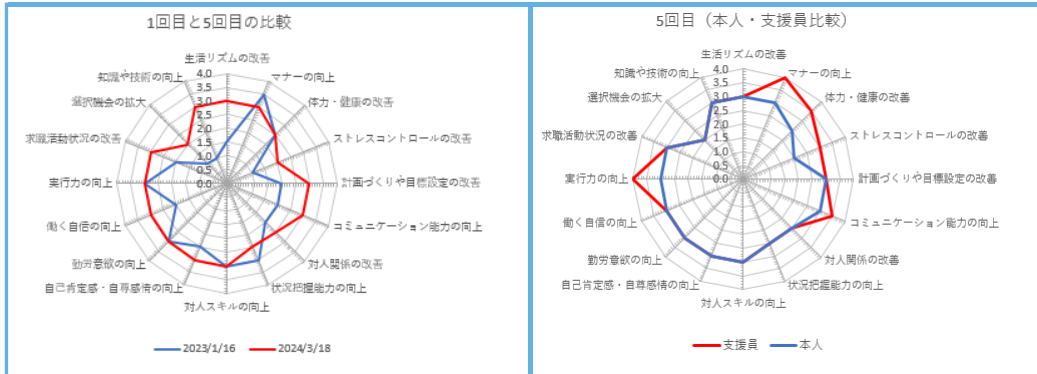 1回目と5回目の比較
生活リズムの改善
マナーの向上
体力・健康の改善
ストレスコントロールの改善
計画づくりや目標設定の改善
コミュニケーション能力の向上
対人関係の改善
状況把握能力の向上
対人スキルの向上
自己肯定感・自尊感情の向上
勤労意欲の向上
働く自信の向上
実行力の向上
求職活動状況の改善
選択機会の拡大
知識や技術の向上
4.0
3.5
3.0
2.5
2.0
1.5
1.0
0.5
0.0
2023/1/16
2024/3/18
5回目(本人・支援員比較)
生活リズムの改善
マナーの向上
体力・健康の改善
ストレスコントロールの改善
計画づくりや目標設定の改善
コミュニケーション能力の向上
対人関係の改善
状況把握能力の向上
対人スキルの向上
自己肯定感・自尊感情の向上
勤労意欲の向上
働く自信の向上
実行力の向上
求職活動状況の改善
選択機会の拡大
知識や技術の向上
4.0
3.5
3.0
2.5
2.0
1.5
1.0
0.5
0.0
支援員
本人